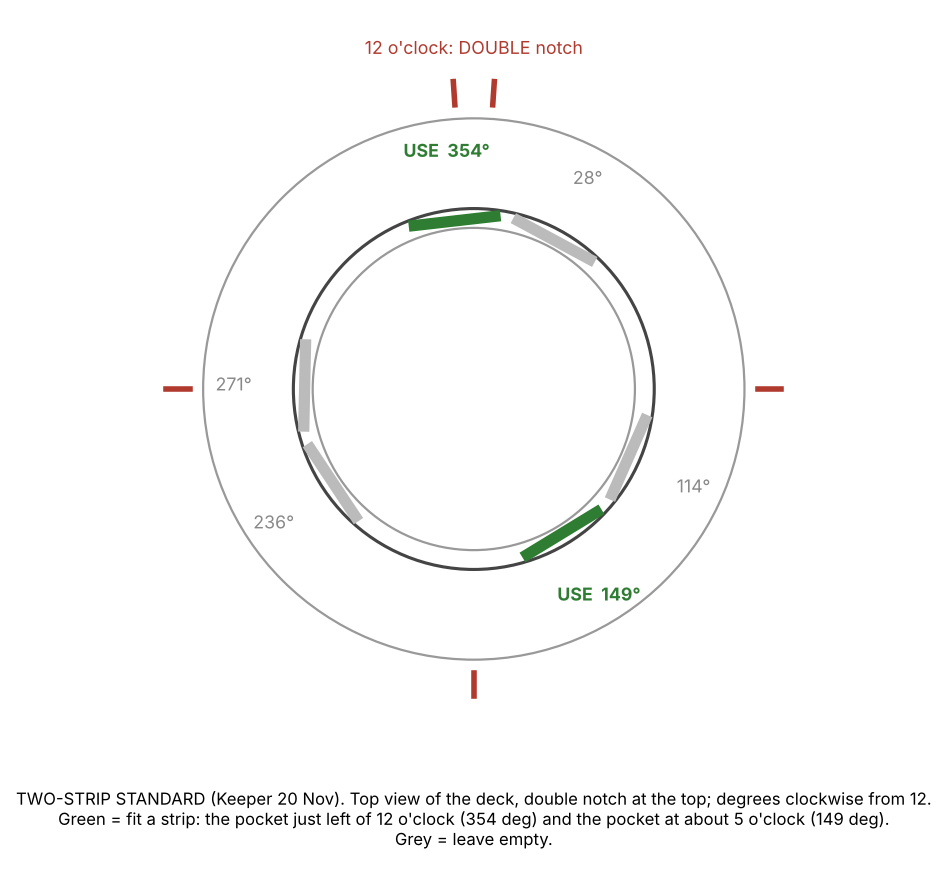 12 o'clock: DOUBLE notch
USE 354°
28°
271°
114°
236°
USE 149°
TWO-STRIP STANDARD (Keeper 20 Nov). Top view of the deck, double notch at the top; degrees clockwise from 12.
Green = fit a strip: the pocket just left of 12 o'clock (354 deg) and the pocket at about 5 o'clock (149 deg).
Grey = leave empty.